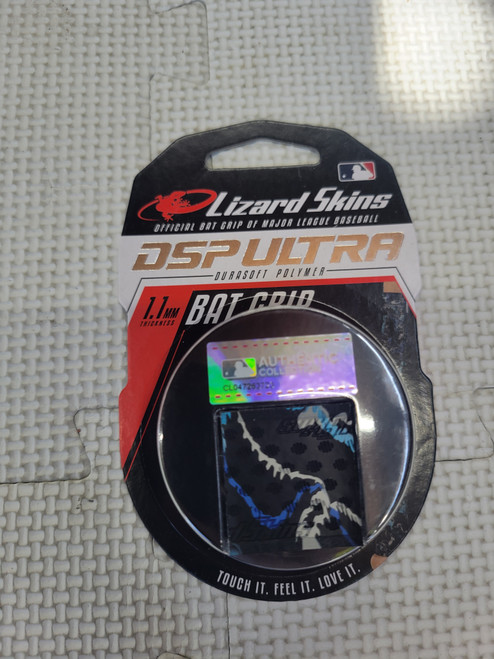 Lizard Skins
OFFICIAL BAT GRIP OF MAJOR LEAGUE BASEBALL
DSP ULTRA
DURASOFT POLYMER
1.1MM
THICKNESS
BAT GRIP
AUTHENTIC
TOUCH IT. FEEL IT. LOVE IT.